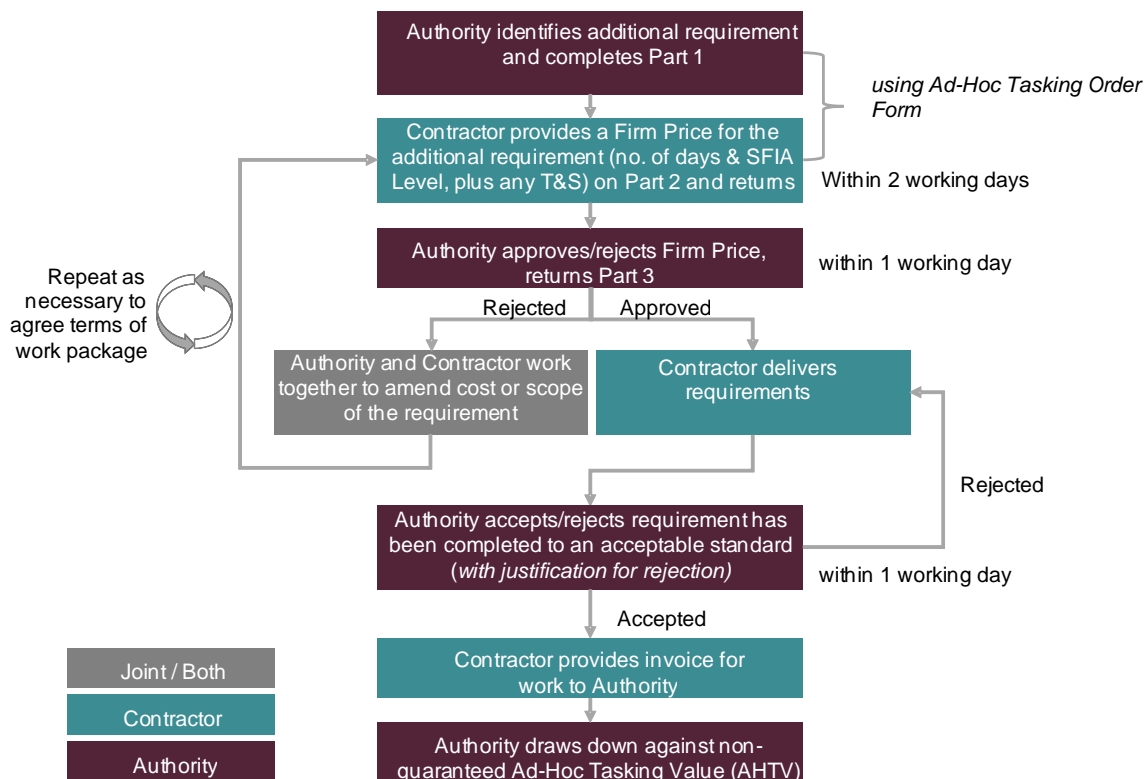 Authority identifies additional requirement
and completes Part 1
using Ad-Hoc Tasking Order
Form
Contractor provides a Firm Price for the
additional requirement (no. of days & SFIA
Level, plus any T&S) on Part 2 and returns
Within 2 working days
Authority approves/rejects Firm Price,
returns Part 3
within 1 working day
Repeat as
necessary to
agree terms of
work package
Rejected
Approved
Authority and Contractor work
together to amend cost or scope
of the requirement
Contractor delivers
requirements
Rejected
Authority accepts/rejects requirement has
been completed to an acceptable standard
(with justification for rejection)
within 1 working day
Accepted
Contractor provides invoice for
work to Authority
Authority draws down against non-
guaranteed Ad-Hoc Tasking Value (AHTV)
Joint / Both
Contractor
Authority